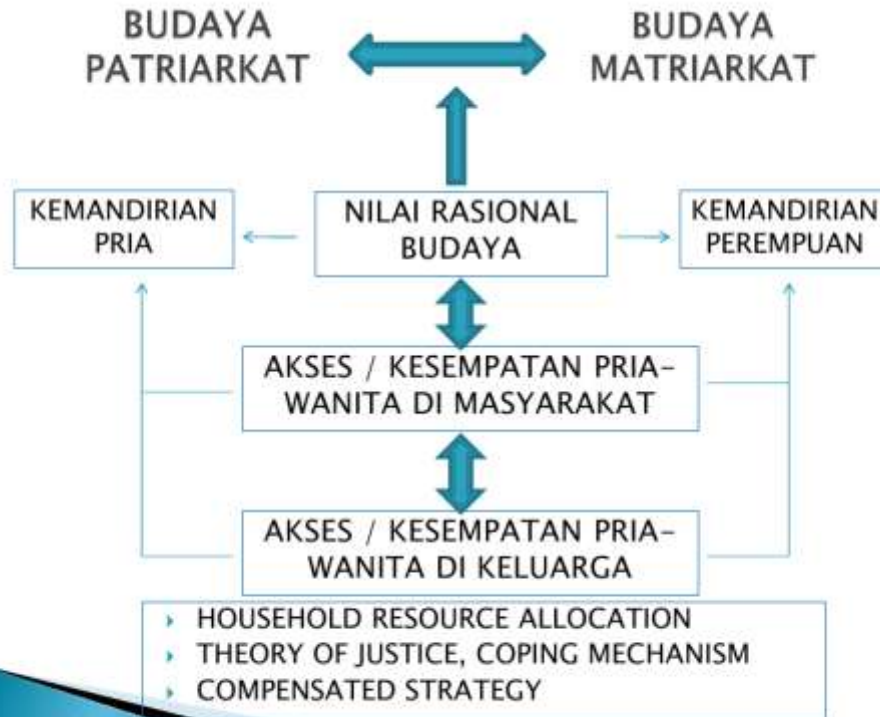 BUDAYA
PATRIARKAT
BUDAYA
MATRIARKAT
KEMANDIRIAN
PRIA
NILAI RASIONAL
BUDAYA
KEMANDIRIAN
PEREMPUAN
AKSES / KESEMPATAN PRIA-
WANITA DI MASYARAKAT
AKSES / KESEMPATAN PRIA-
WANITA DI KELUARGA
HOUSEHOLD RESOURCE ALLOCATION
THEORY OF JUSTICE, COPING MECHANISM
COMPENSATED STRATEGY